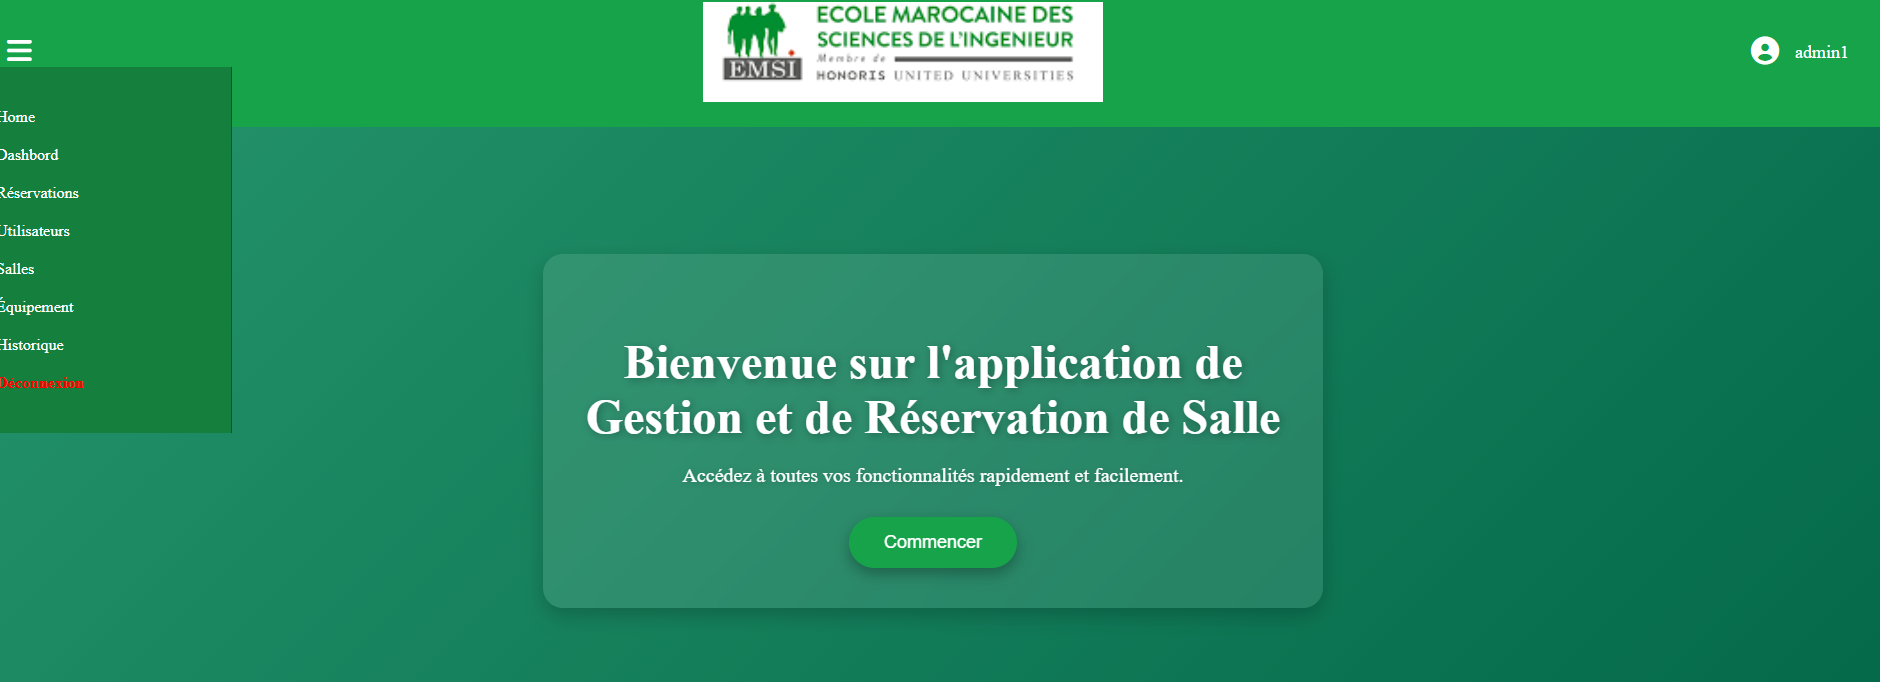 ECOLE MAROCAINE DES
SCIENCES DE L'INGENIEUR
EMSI
Membre de
HONORIS UNITED UNIVERSITIES
admin1
Home
Dashbord
Réservations
Utilisateurs
Salles
Équipement
Historique
Déconnexion
Bienvenue sur l'application de
Gestion et de Réservation de Salle
Accédez à toutes vos fonctionnalités rapidement et facilement.
Commencer